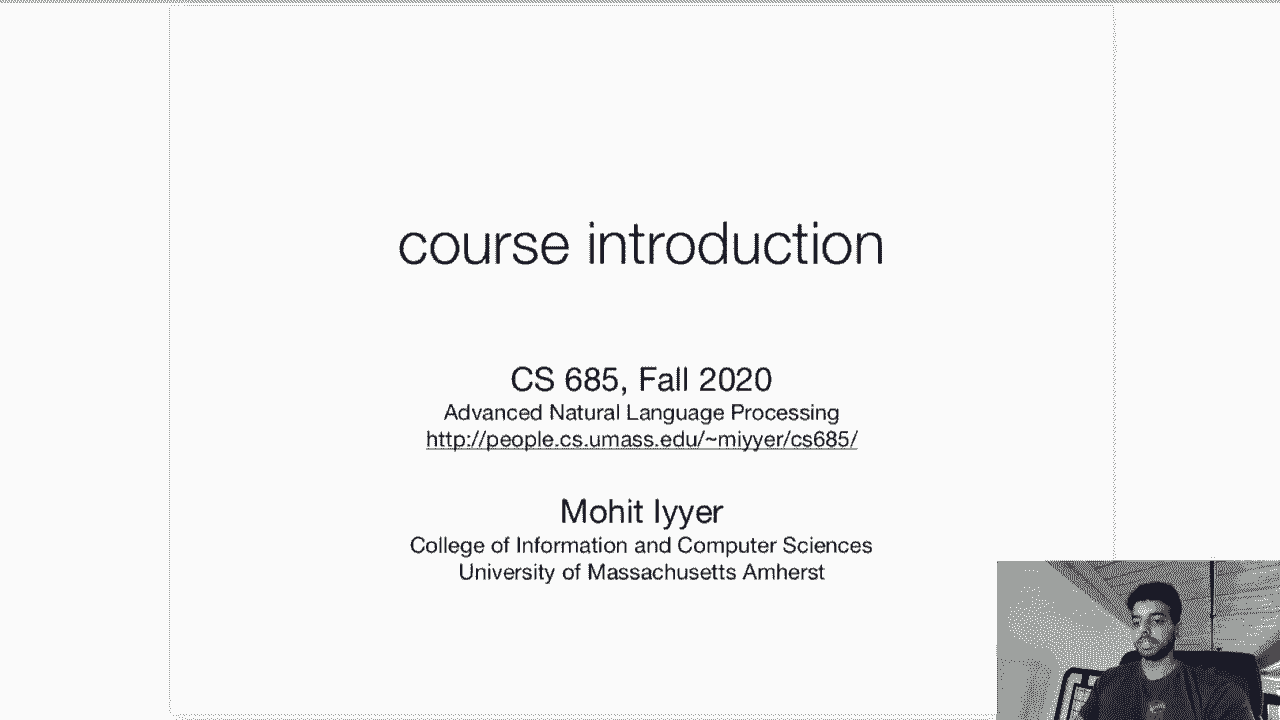 course introduction
CS 685, Fall 2020
Advanced Natural Language Processing
http://people.cs.umass.edu/~miyyer/cs685/
Mohit Iyyer
College of Information and Computer Sciences
University of Massachusetts Amherst